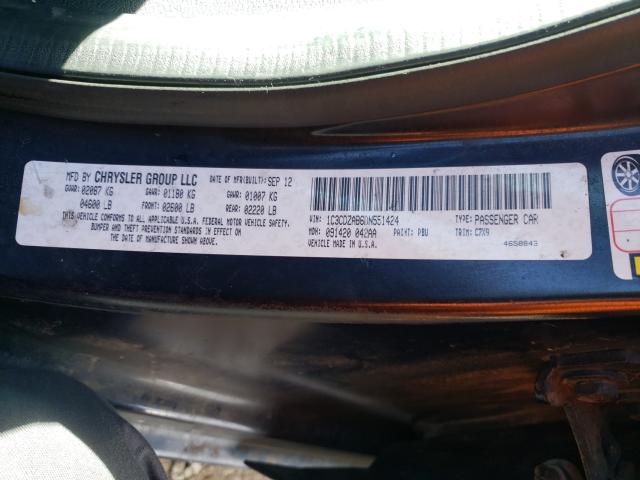 MFD BY CHRYSLER GROUP LLC DATE OF MFR(BUILT): SEP 12
GVWR: 02087 KG GAWR: 01180 KG GAWR: 01007 KG
04600 LB FRONT: 02600 LB REAR: 02220 LB
THIS VEHICLE CONFORMS TO ALL APPLICABLE U.S.A. FEDERAL MOTOR VEHICLE SAFETY,
BUMPER AND THEFT PREVENTION STANDARDS IN EFFECT ON
THE DATE OF MANUFACTURE SHOWN ABOVE. MADE IN U.S.A.
VIN: 1C3CDZAB6DN551424 TYPE: PASSENGER CAR
MDH: 091420 042AA PAINT: PBU TRIM: C7X9
4658843